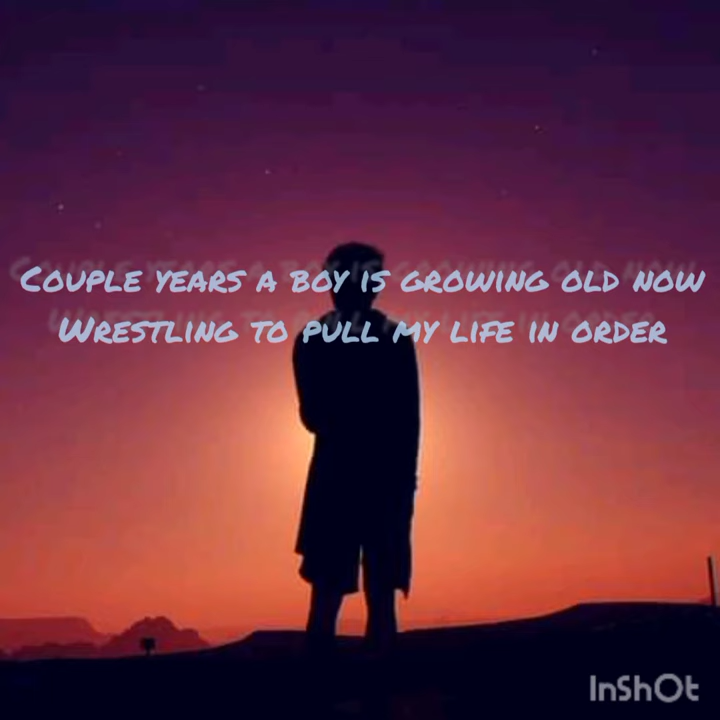 Couple years a boy is growing old now
Wrestling to pull my life in order
InShOt